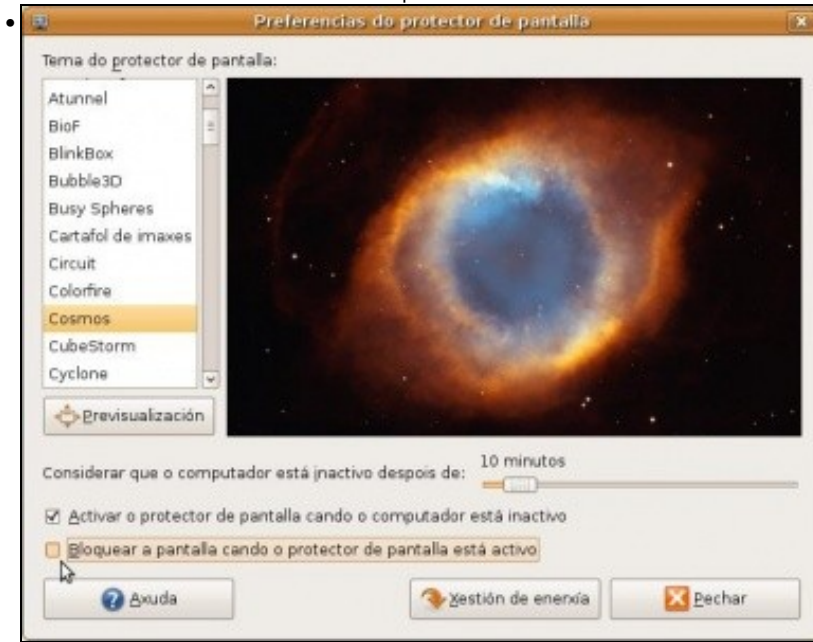 Preferencias do protector de pantalla
Tema do protector de pantalla:
Atunnel
BioF
BlinkBox
Bubble3D
Busy Spheres
Cartafol de imaxes
Circuit
Colorfire
Cosmos
CubeStorm
Cyclone
Previsualización
10 minutos
Considerar que o computador está inactivo despois de:
Activar o protector de pantalla cando o computador está inactivo
Bloquear a pantalla cando o protector de pantalla está activo
Axuda
Xestión de enerxía
Pechar